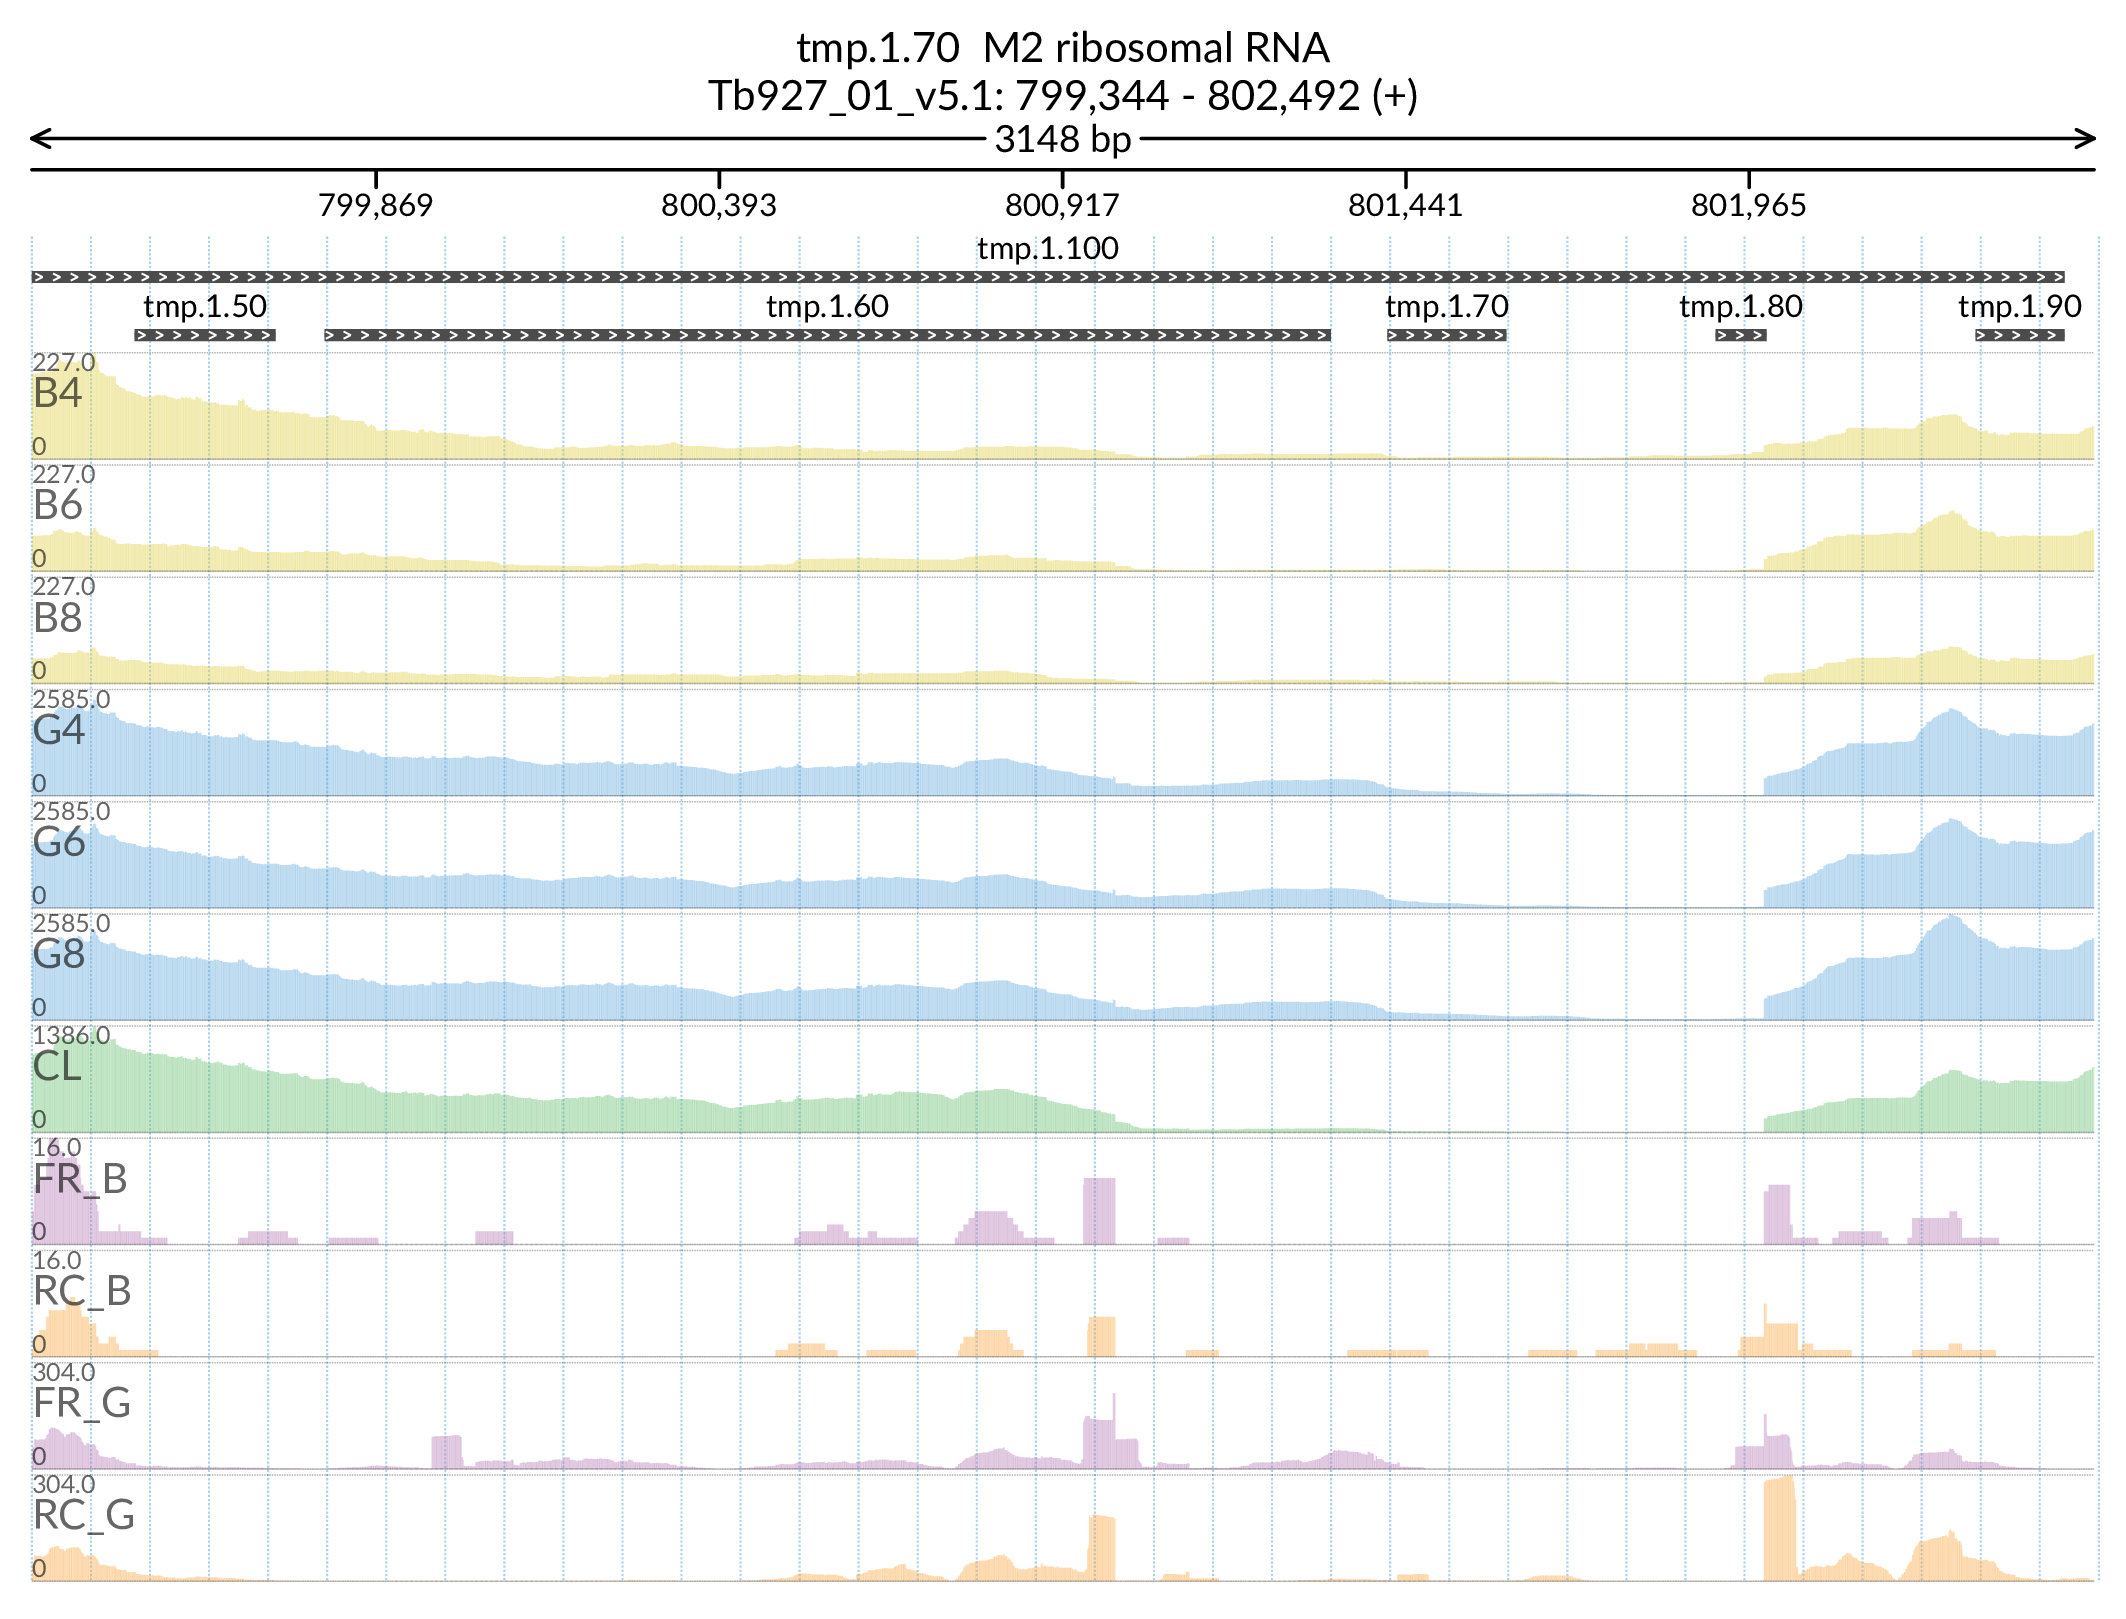 tmp.1.70 M2 ribosomal RNA
Tb927_01_v5.1: 799,344 - 802,492 (+)
3148 bp
799,869 800,393 800,917 801,441 801,965
tmp.1.100
tmp.1.50 tmp.1.60 tmp.1.70 tmp.1.80 tmp.1.90
227.0
B4
0
227.0
B6
0
227.0
B8
0
2585.0
G4
0
2585.0
G6
0
2585.0
G8
0
1386.0
CL
0
16.0
FR_B
0
16.0
RC_B
0
304.0
FR_G
0
304.0
RC_G
0